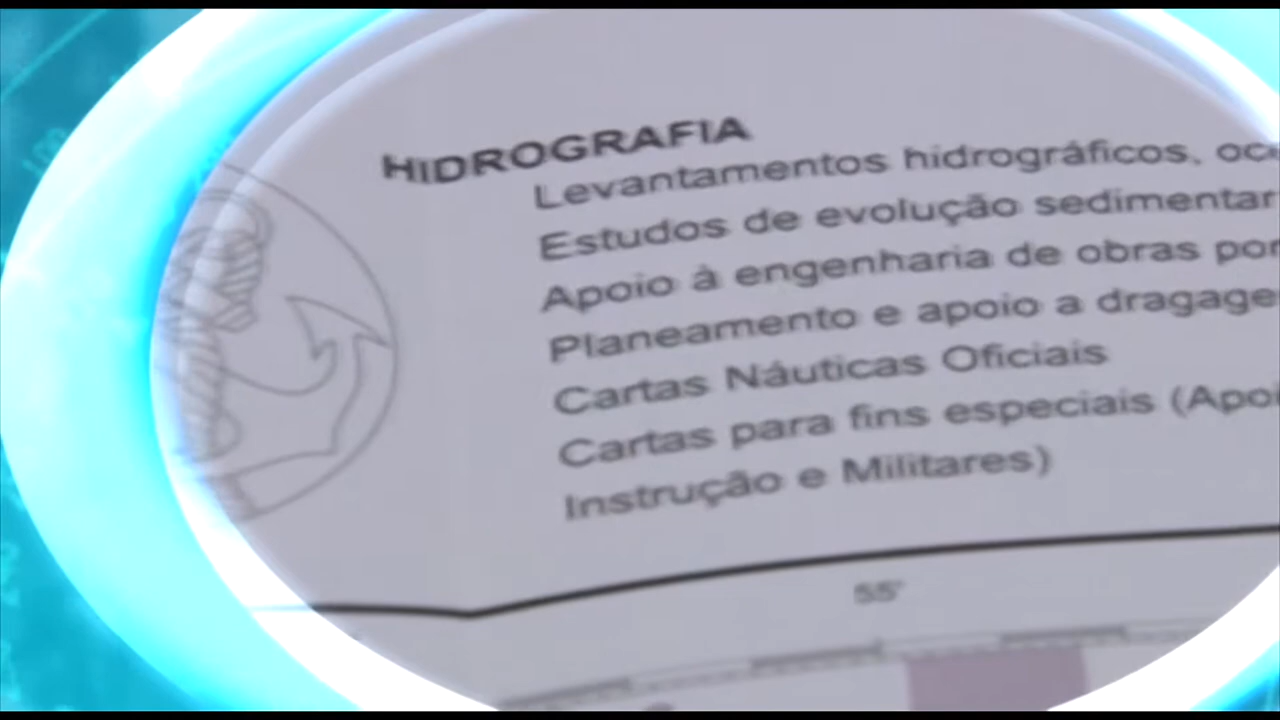 HIDROGRAFIA
Levantamentos hidrográficos,
Estudos de evolução sedimentar
Apoio à engenharia de obras
Planeamento e apoio a
Cartas Náuticas Oficiais
Cartas para fins especiais
Instrução e Militares)
55'